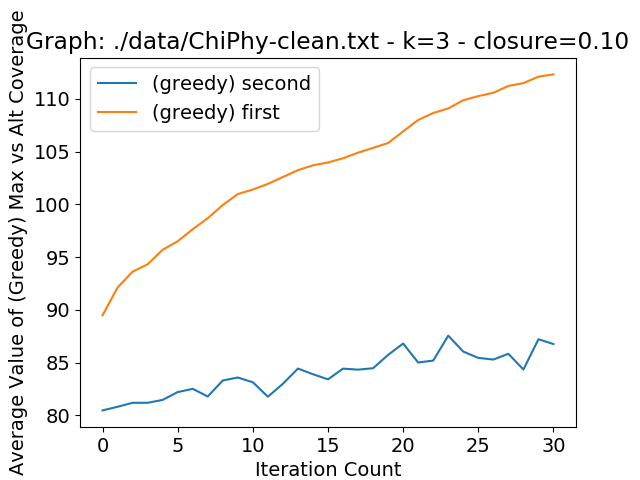 Graph: ./data/ChiPhy-clean.txt - k=3 - closure=0.10
(greedy) second
(greedy) first
Average Value of (Greedy) Max vs Alt Coverage
110
105
100
95
90
85
80
0 5 10 15 20 25 30
Iteration Count